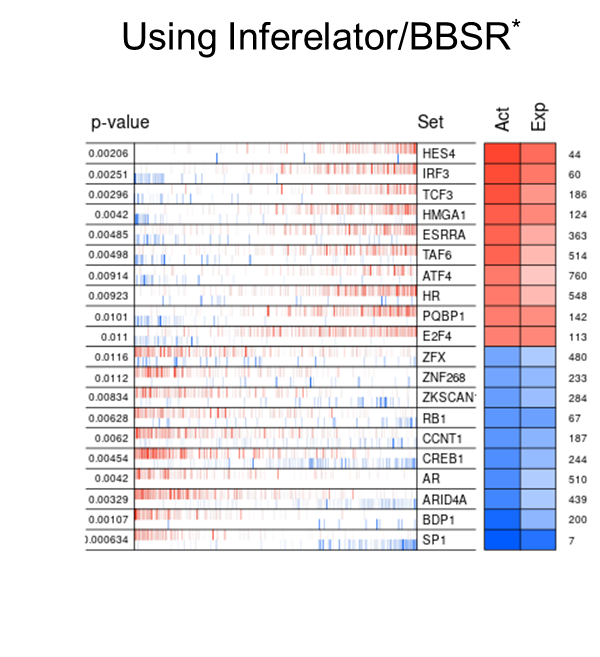 Using Inferelator/BBSR*
p-value Set Act Exp
0.00206 HES4 44
0.00251 IRF3 60
0.00296 TCF3 186
0.0042 HMGA1 124
0.00485 ESRRA 363
0.00498 TAF6 514
0.00914 ATF4 760
0.00923 HR 548
0.0101 PQBP1 142
0.011 E2F4 113
0.0116 ZFX 480
0.0112 ZNF268 233
0.00834 ZKSCAN 284
0.00628 RB1 67
0.0062 CCNT1 187
0.00454 CREB1 244
0.0042 AR 510
0.00329 ARID4A 439
0.00107 BDP1 200
0.000634 SP1 7